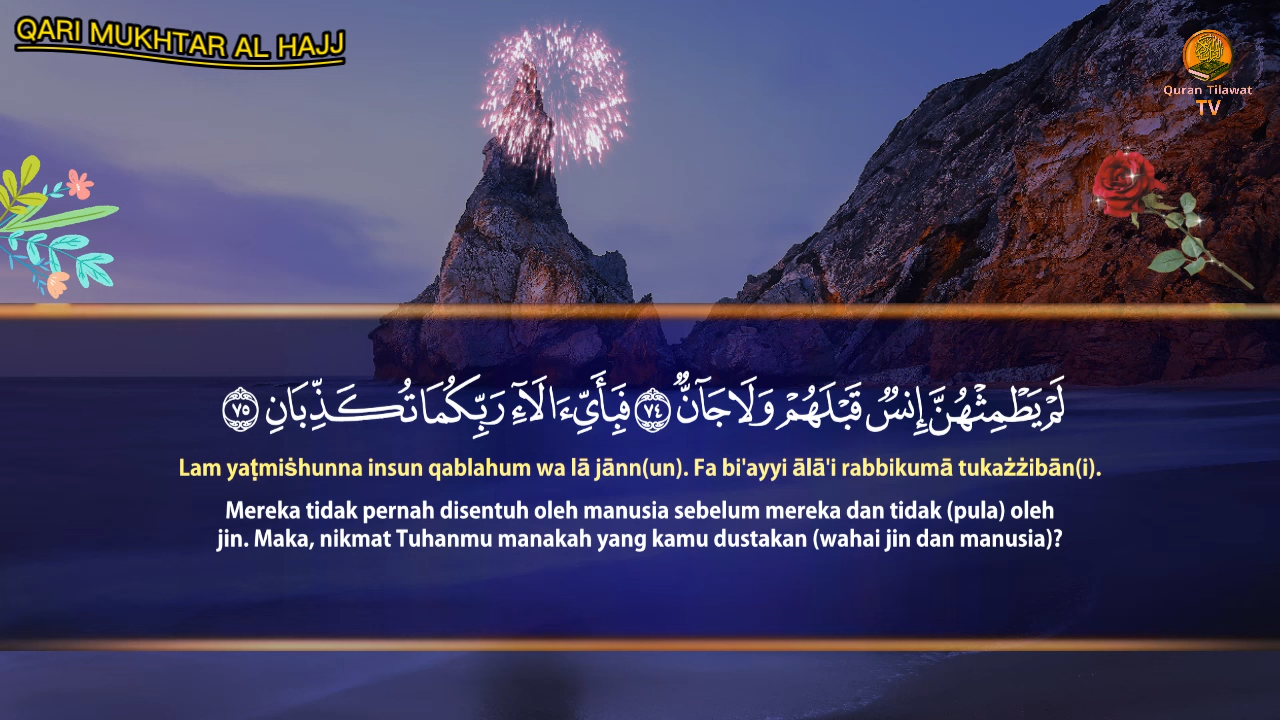 QARI MUKHTAR AL HAJJ
Quran Tilawat
TV
لَمْ يَطْمِثْهُنَّ إِنسٌ قَبْلَهُمْ وَلَا جَآنٌّ ٧٤ فَبِأَيِّ ءَالَآءِ رَبِّكُمَا تُكَذِّبَانِ ٧٥
Lam yaṭmiṡhunna insun qablahum wa lā jānn(un). Fa bi'ayyi ālā'i rabbikumā tukażżibān(i).
Mereka tidak pernah disentuh oleh manusia sebelum mereka dan tidak (pula) oleh
jin. Maka, nikmat Tuhanmu manakah yang kamu dustakan (wahai jin dan manusia)?